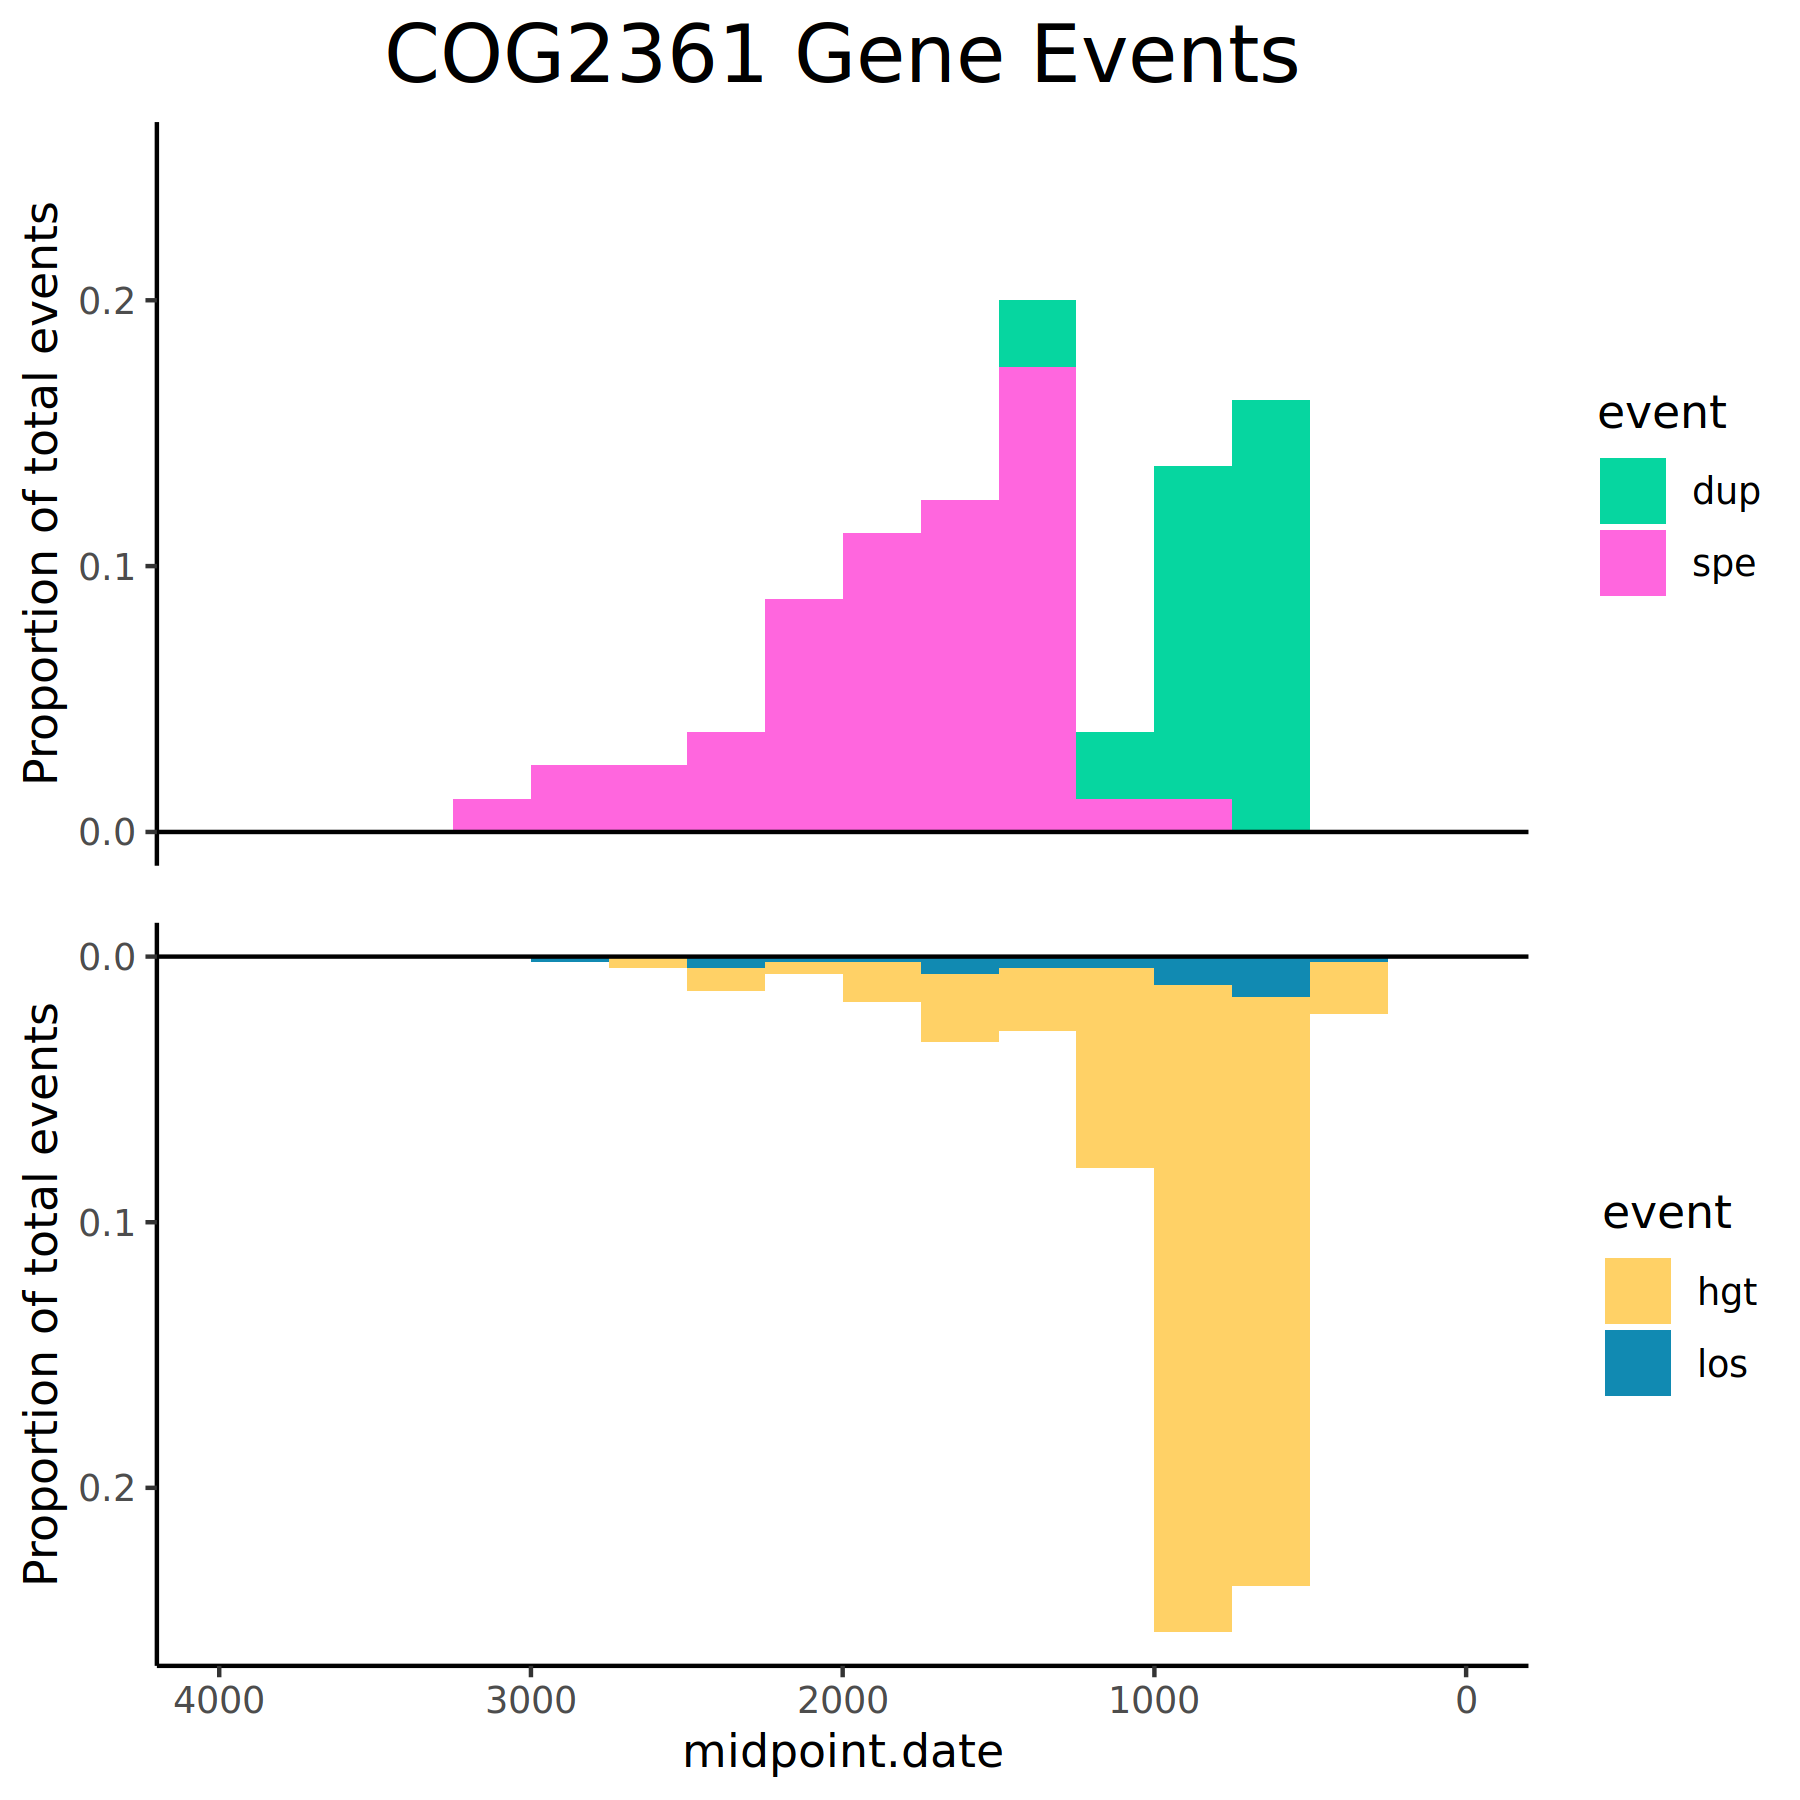 COG2361 Gene Events
Proportion of total events
0.2
0.1
0.0
event
dup
spe
Proportion of total events
0.0
0.1
0.2
event
hgt
los
4000 3000 2000 1000 0
midpoint.date